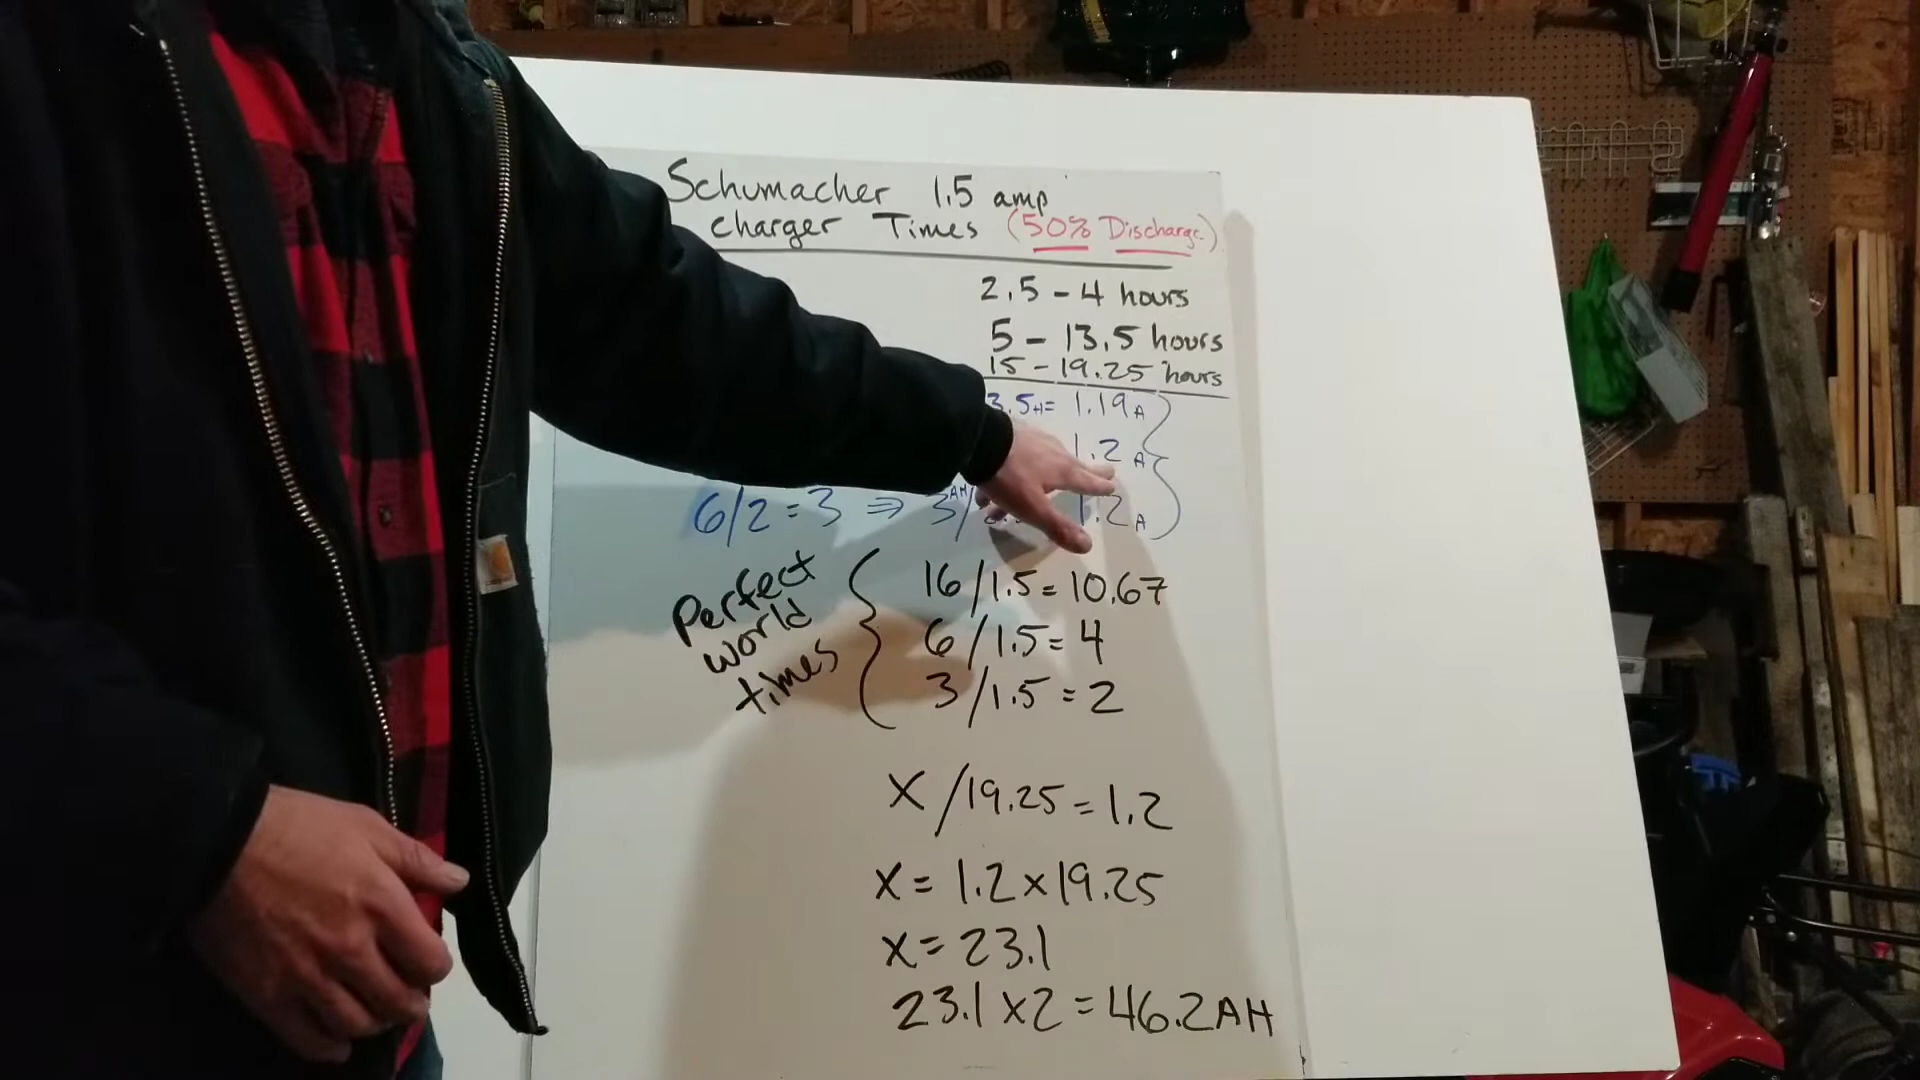 Schumacher 1.5 amp
charger Times (50% Discharge)
2.5 - 4 hours
5 - 13.5 hours
15 - 19.25 hours
3.5H = 1.19A
1.2A
6/2 = 3 ⇒ 3AH/ 1.2A
Perfect world times
16/1.5 = 10.67
6/1.5 = 4
3/1.5 = 2
X/19.25 = 1.2
X = 1.2 x 19.25
X = 23.1
23.1 x 2 = 46.2AH